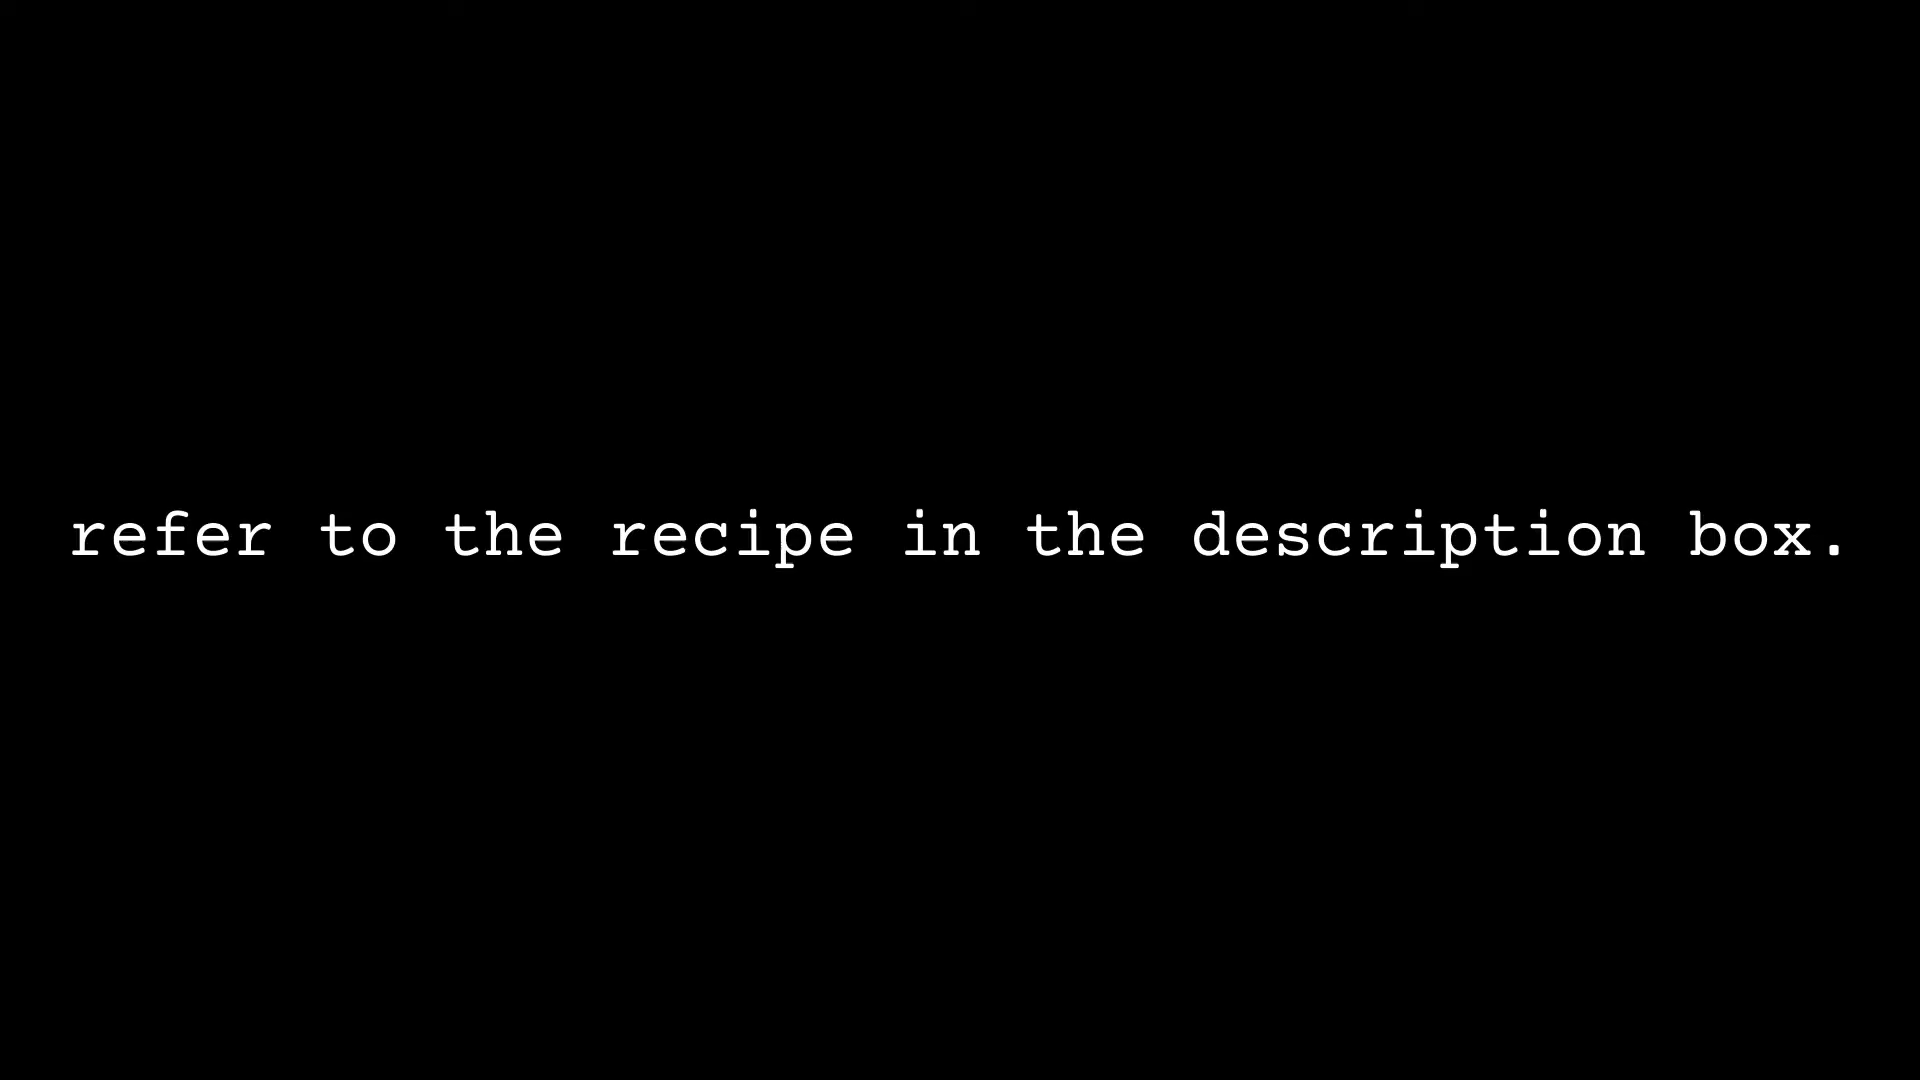 refer to the recipe in the description box.